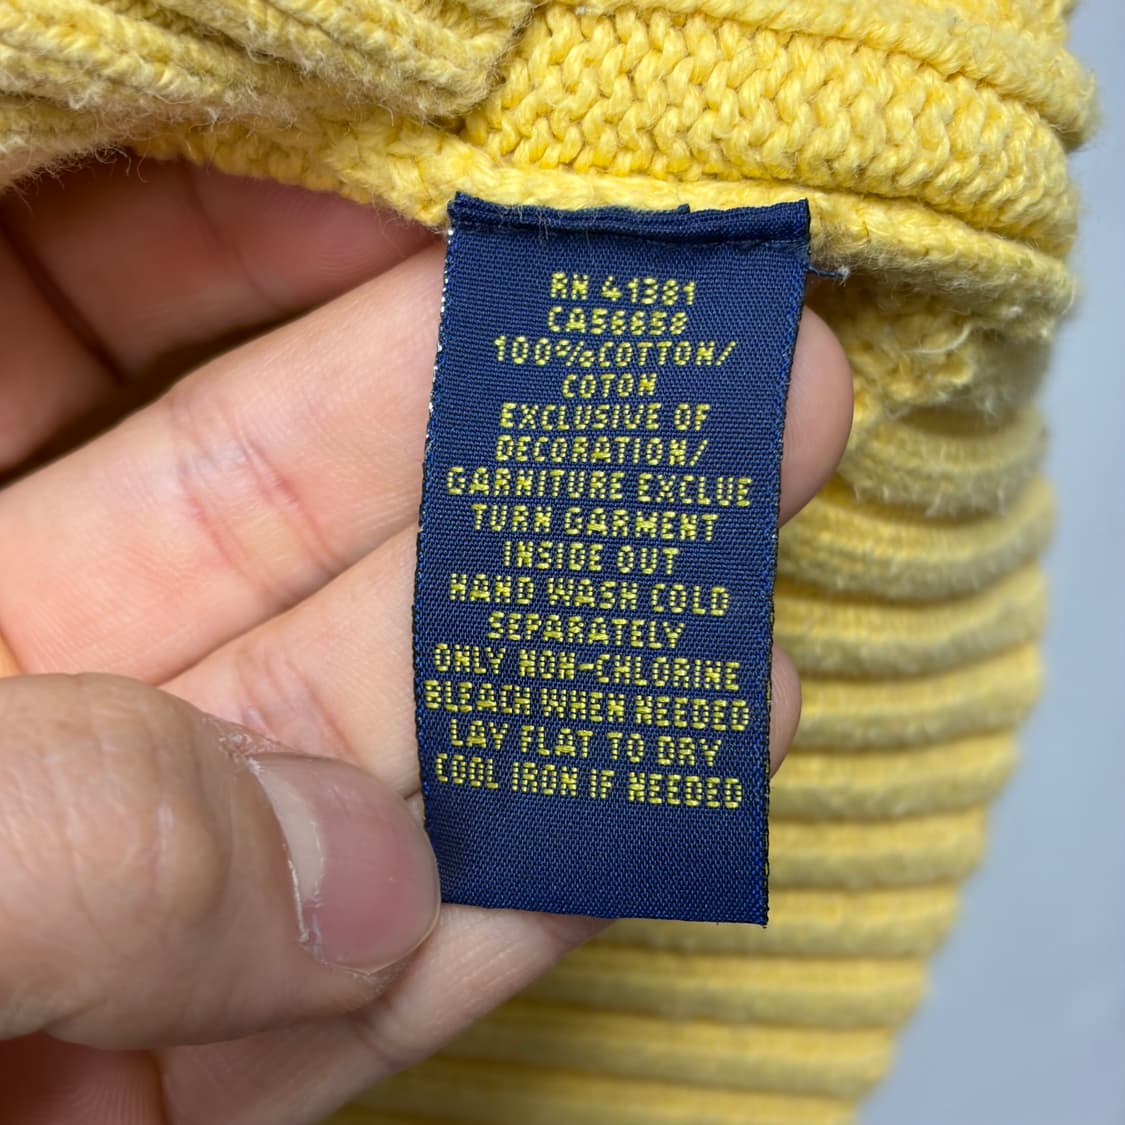 RN 41381
CA56858
100%COTTON/
COTON
EXCLUSIVE OF
DECORATION/
GARNITURE EXCLUE
TURN GARMENT
INSIDE OUT
HAND WASH COLD
SEPARATELY
ONLY NON-CHLORINE
BLEACH WHEN NEEDED
LAY FLAT TO DRY
COOL IRON IF NEEDED